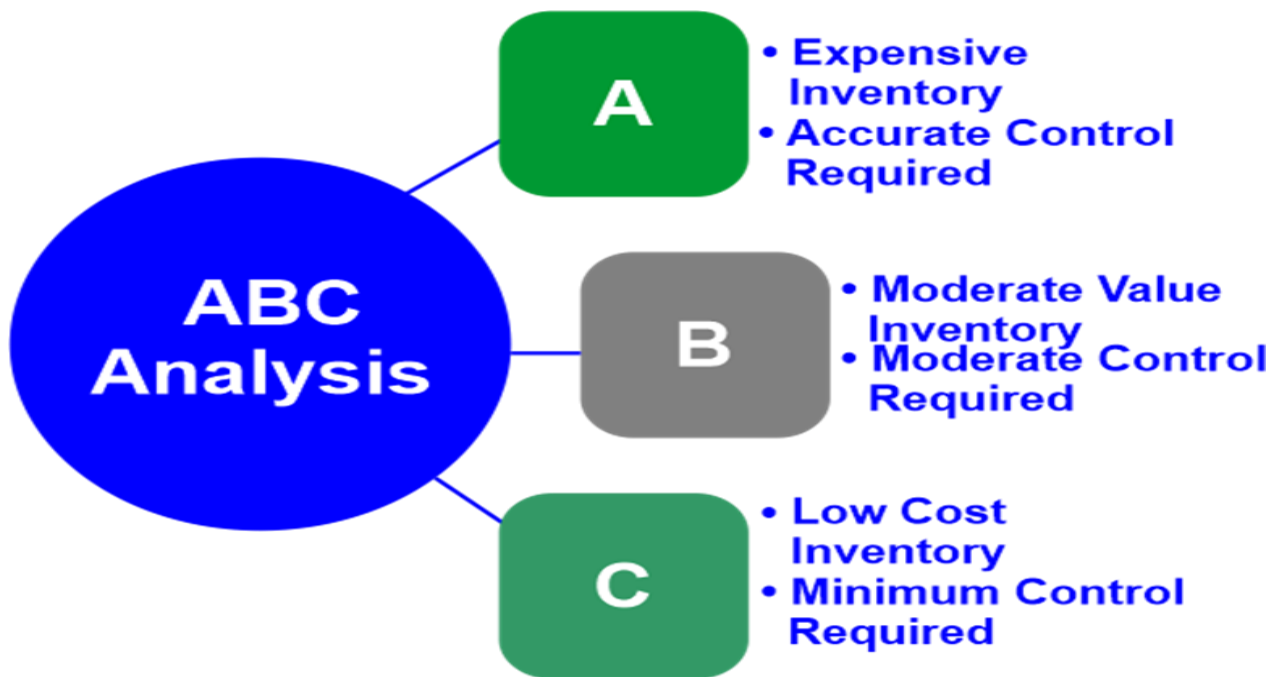 ABC
Analysis
A
• Expensive
Inventory
• Accurate Control
Required
B
• Moderate Value
Inventory
• Moderate Control
Required
C
• Low Cost
Inventory
• Minimum Control
Required